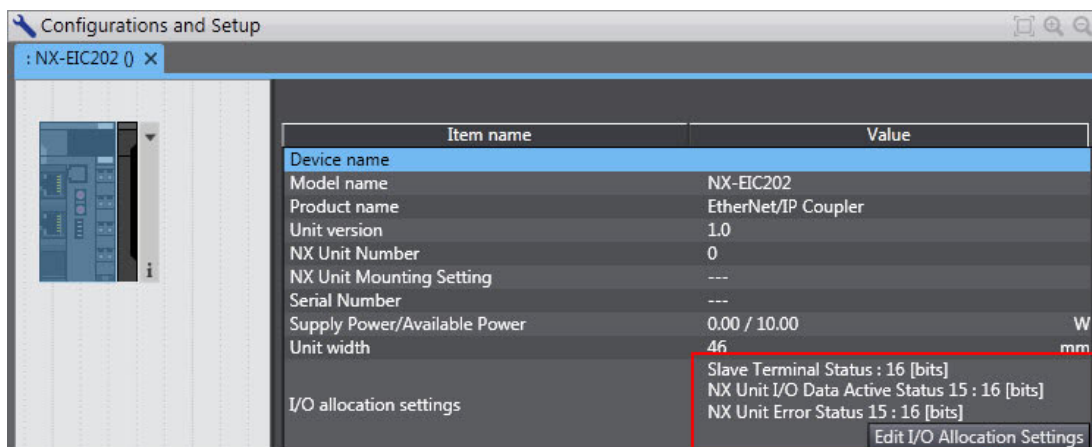 Configurations and Setup
: NX-EIC202 ()
Item name Value
Device name
Model name NX-EIC202
Product name EtherNet/IP Coupler
Unit version 1.0
NX Unit Number 0
NX Unit Mounting Setting ---
Serial Number ---
Supply Power/Available Power 0.00 / 10.00 W
Unit width 46 mm
I/O allocation settings
Slave Terminal Status : 16 [bits]
NX Unit I/O Data Active Status 15 : 16 [bits]
NX Unit Error Status 15 : 16 [bits]
Edit I/O Allocation Settings